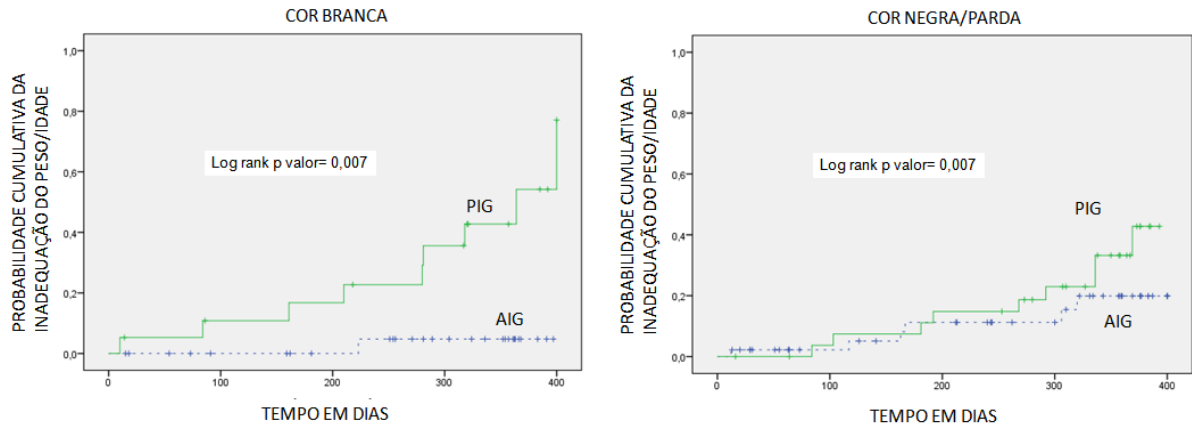 COR BRANCA
PROBABILIDADE CUMULATIVA DA
INADEQUAÇÃO DO PESO/IDADE
1,0
0,8
0,6
0,4
0,2
0,0
Log rank p valor= 0,007
PIG
AIG
0
100
200
300
400
TEMPO EM DIAS
COR NEGRA/PARDA
PROBABILIDADE CUMULATIVA DA
INADEQUAÇÃO DO PESO/IDADE
1,0
0,8
0,6
0,4
0,2
0,0
Log rank p valor= 0,007
PIG
AIG
0
100
200
300
400
TEMPO EM DIAS